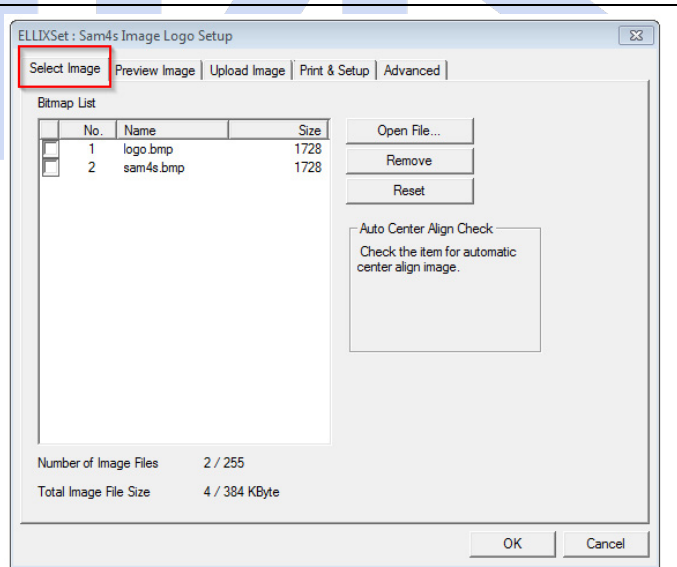 ELLIXSet : Sam4s Image Logo Setup
Select Image Preview Image Upload Image Print & Setup Advanced
Bitmap List
No. Name Size
1 logo.bmp 1728
2 sam4s.bmp 1728
Open File...
Remove
Reset
Auto Center Align Check
Check the item for automatic
center align image.
Number of Image Files 2 / 255
Total Image File Size 4 / 384 KByte
OK Cancel